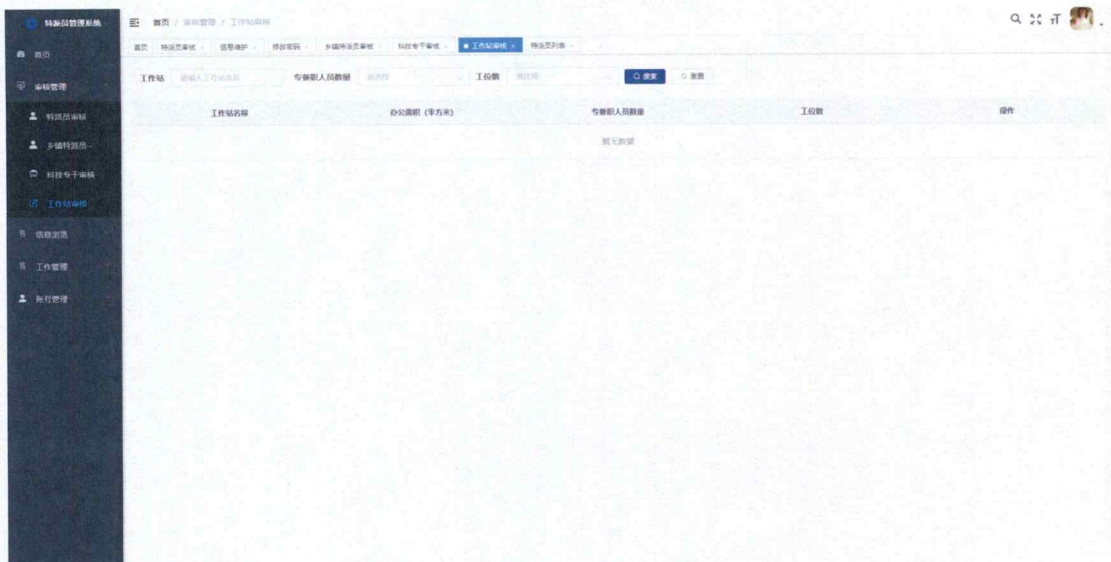 特派员管理系统
首页 / 审核管理 / 工作站审核
首页 特派员审核 信息维护 修改密码 乡镇特派员审核 科技专干审核 工作站审核 特派员列表
首页
审核管理
特派员审核
乡镇特派员...
科技专干审核
工作站审核
信息浏览
工作管理
账号管理
工作站 请输入工作站名称 专兼职人员数量 请选择 工位数 请选择 搜索 重置
工作站名称 办公面积（平方米） 专兼职人员数量 工位数 操作
暂无数据